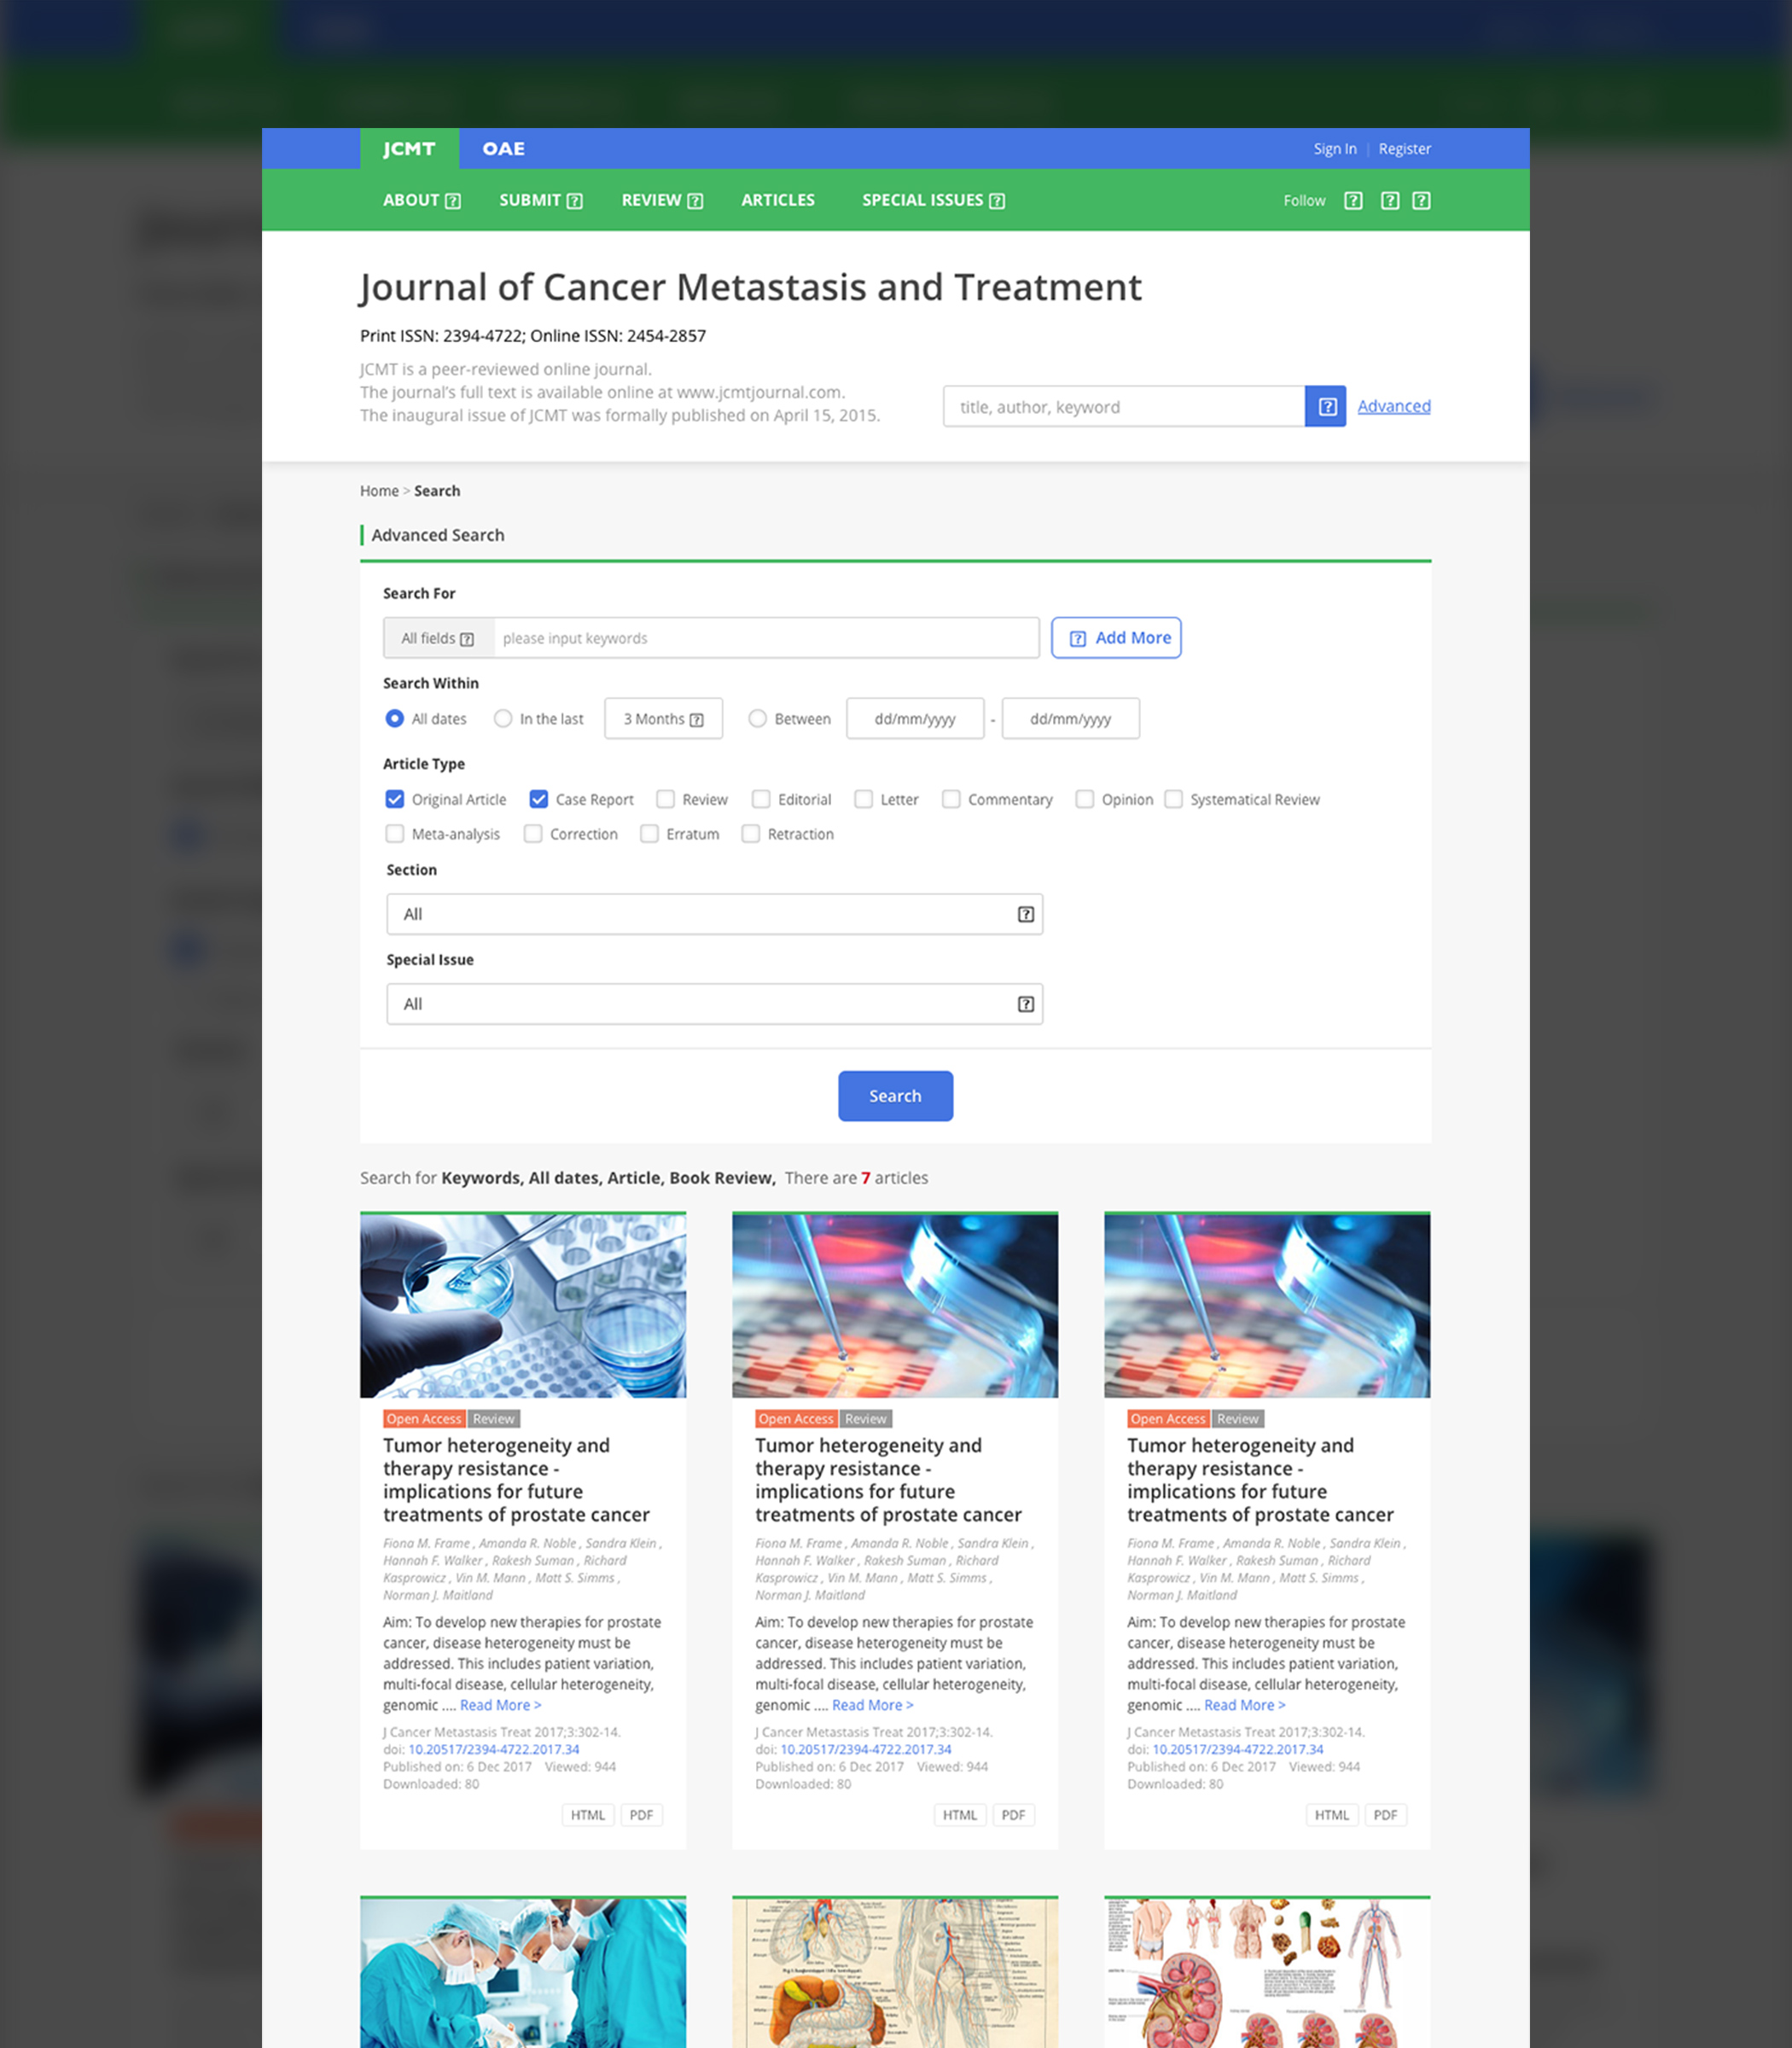 JCMT OAE Sign In Register
ABOUT SUBMIT REVIEW ARTICLES SPECIAL ISSUES Follow
Journal of Cancer Metastasis and Treatment
Print ISSN: 2394-4722; Online ISSN: 2454-2857
JCMT is a peer-reviewed online journal.
The journal's full text is available online at www.jcmtjournal.com.
The inaugural issue of JCMT was formally published on April 15, 2015.
title, author, keyword Advanced
Home > Search
Advanced Search
Search For
All fields please input keywords Add More
Search Within
All dates In the last 3 Months Between dd/mm/yyyy - dd/mm/yyyy
Article Type
Original Article Case Report Review Editorial Letter Commentary Opinion Systematical Review
Meta-analysis Correction Erratum Retraction
Section
All
Special Issue
All
Search
Search for Keywords, All dates, Article, Book Review, There are 7 articles
Open Access Review
Tumor heterogeneity and
therapy resistance -
implications for future
treatments of prostate cancer
Fiona M. Frame , Amanda R. Noble , Sandra Klein ,
Hannah F. Walker , Rakesh Suman , Richard
Kasprowicz , Vin M. Mann , Matt S. Simms ,
Norman J. Maitland
Aim: To develop new therapies for prostate
cancer, disease heterogeneity must be
addressed. This includes patient variation,
multi-focal disease, cellular heterogeneity,
genomic .... Read More >
J Cancer Metastasis Treat 2017;3:302-14.
doi: 10.20517/2394-4722.2017.34
Published on: 6 Dec 2017 Viewed: 944
Downloaded: 80
HTML PDF
Open Access Review
Tumor heterogeneity and
therapy resistance -
implications for future
treatments of prostate cancer
Fiona M. Frame , Amanda R. Noble , Sandra Klein ,
Hannah F. Walker , Rakesh Suman , Richard
Kasprowicz , Vin M. Mann , Matt S. Simms ,
Norman J. Maitland
Aim: To develop new therapies for prostate
cancer, disease heterogeneity must be
addressed. This includes patient variation,
multi-focal disease, cellular heterogeneity,
genomic .... Read More >
J Cancer Metastasis Treat 2017;3:302-14.
doi: 10.20517/2394-4722.2017.34
Published on: 6 Dec 2017 Viewed: 944
Downloaded: 80
HTML PDF
Open Access Review
Tumor heterogeneity and
therapy resistance -
implications for future
treatments of prostate cancer
Fiona M. Frame , Amanda R. Noble , Sandra Klein ,
Hannah F. Walker , Rakesh Suman , Richard
Kasprowicz , Vin M. Mann , Matt S. Simms ,
Norman J. Maitland
Aim: To develop new therapies for prostate
cancer, disease heterogeneity must be
addressed. This includes patient variation,
multi-focal disease, cellular heterogeneity,
genomic .... Read More >
J Cancer Metastasis Treat 2017;3:302-14.
doi: 10.20517/2394-4722.2017.34
Published on: 6 Dec 2017 Viewed: 944
Downloaded: 80
HTML PDF